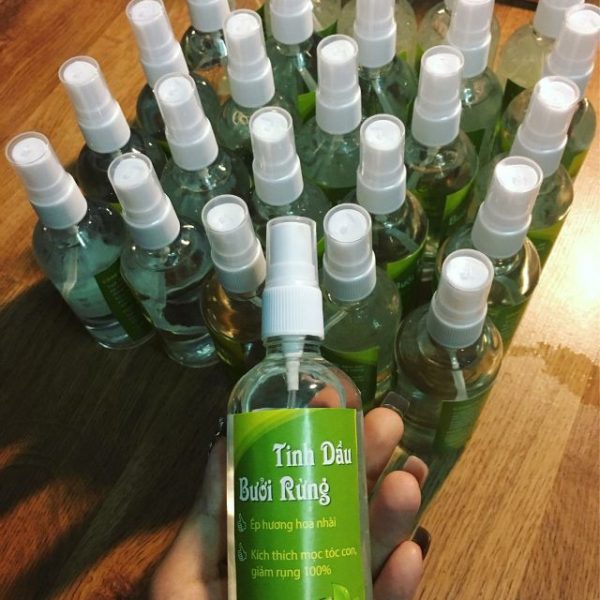 Tinh Dầu
Bưởi Rừng
Ép hương hoa nhài
Kích thích mọc tóc con,
giảm rụng 100%